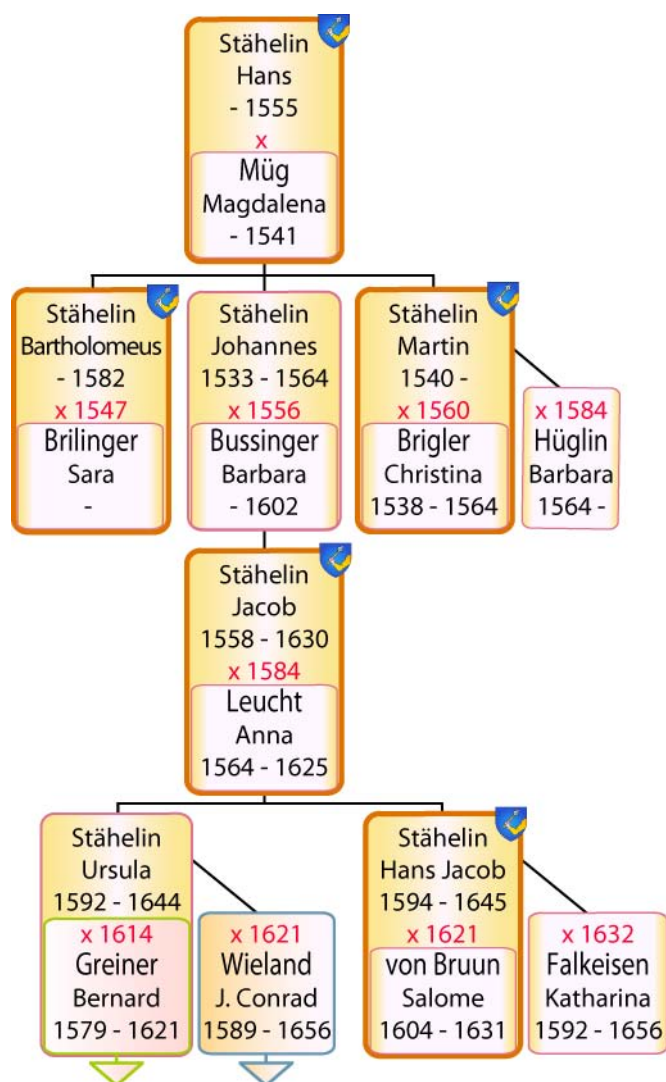 Stähelin
Hans
- 1555
x
Müg
Magdalena
- 1541
Stähelin
Bartholomeus
- 1582
x 1547
Brilinger
Sara
-
Stähelin
Johannes
1533 - 1564
x 1556
Bussinger
Barbara
- 1602
Stähelin
Martin
1540 -
x 1560
Brigler
Christina
1538 - 1564
x 1584
Hüglin
Barbara
1564 -
Stähelin
Jacob
1558 - 1630
x 1584
Leucht
Anna
1564 - 1625
Stähelin
Ursula
1592 - 1644
x 1614
Greiner
Bernard
1579 - 1621
x 1621
Wieland
J. Conrad
1589 - 1656
Stähelin
Hans Jacob
1594 - 1645
x 1621
von Bruun
Salome
1604 - 1631
x 1632
Falkeisen
Katharina
1592 - 1656